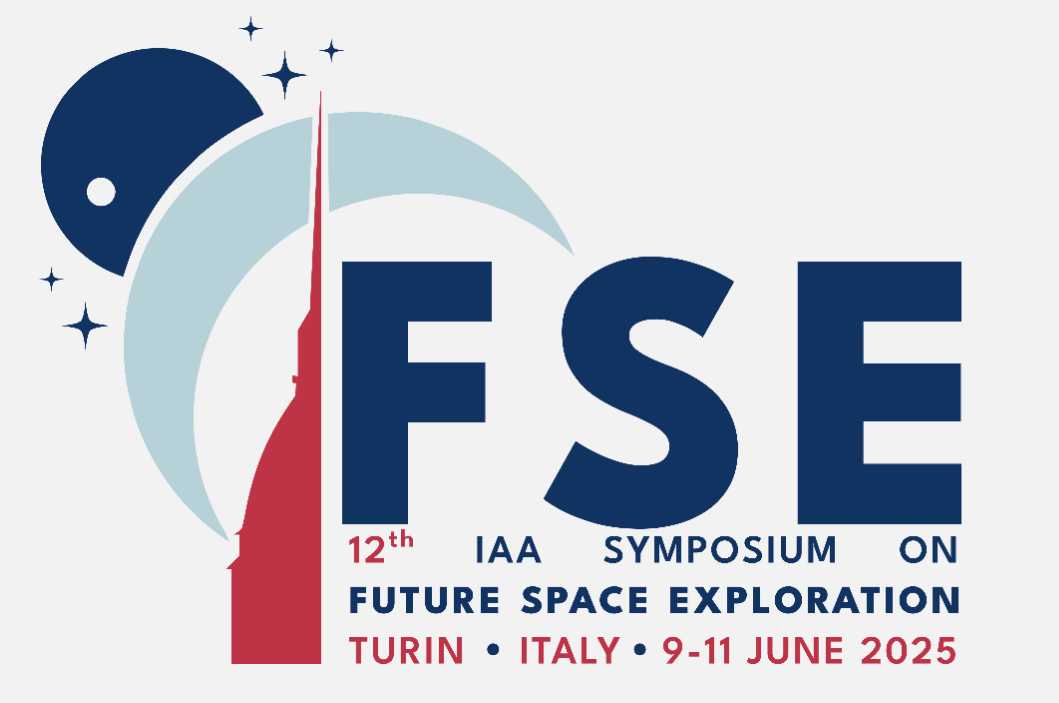 FSE
12th IAA SYMPOSIUM ON
FUTURE SPACE EXPLORATION
TURIN • ITALY • 9-11 JUNE 2025